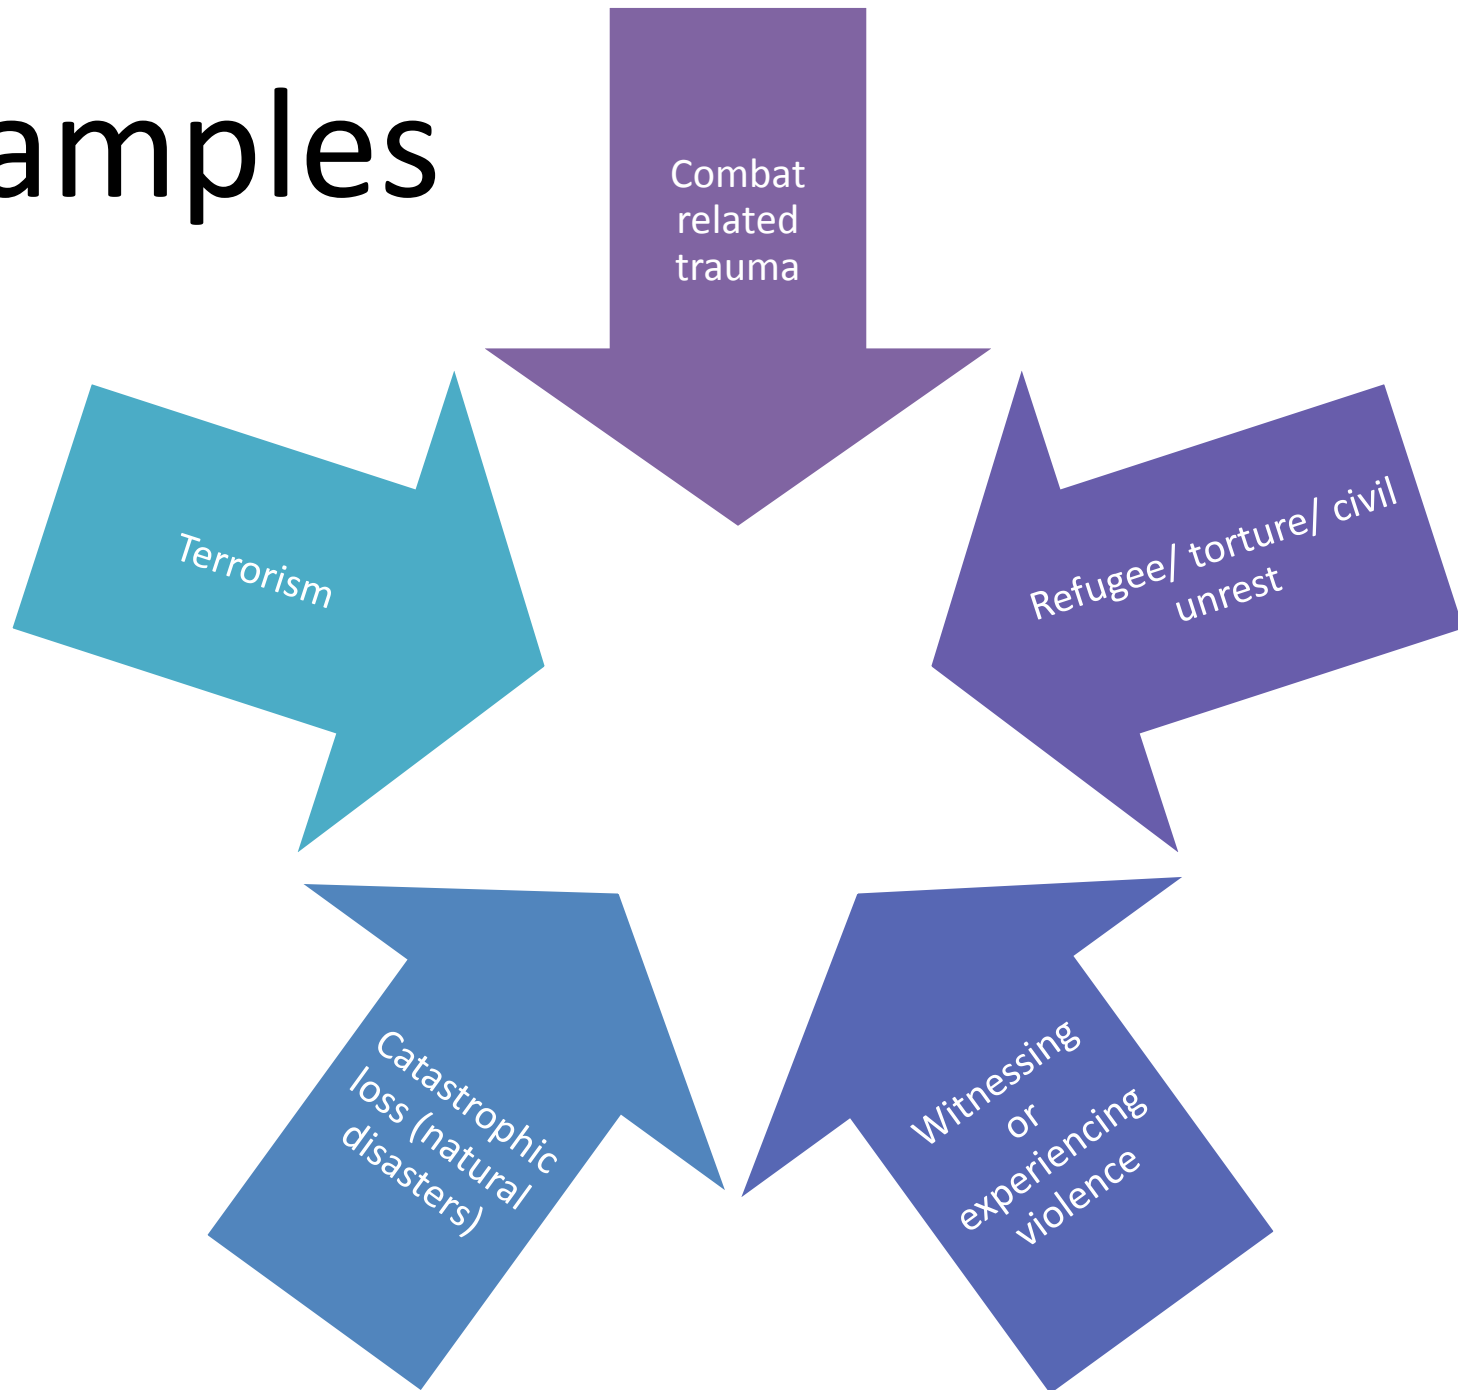 amples
Combat
related
trauma
Refugee/ torture/ civil
unrest
Witnessing
or
experiencing
violence
Catastrophic
loss (natural
disasters)
Terrorism